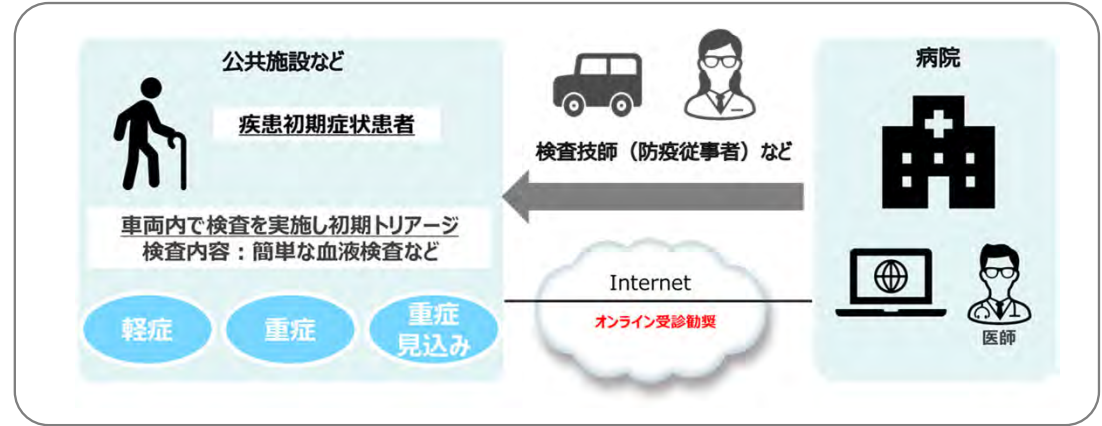 公共施設など
疾患初期症状患者
車両内で検査を実施し初期トリアージ
検査内容：簡単な血液検査など
軽症
重症
重症
見込み
検査技師（防疫従事者）など
Internet
オンライン受診勧奨
病院
医師